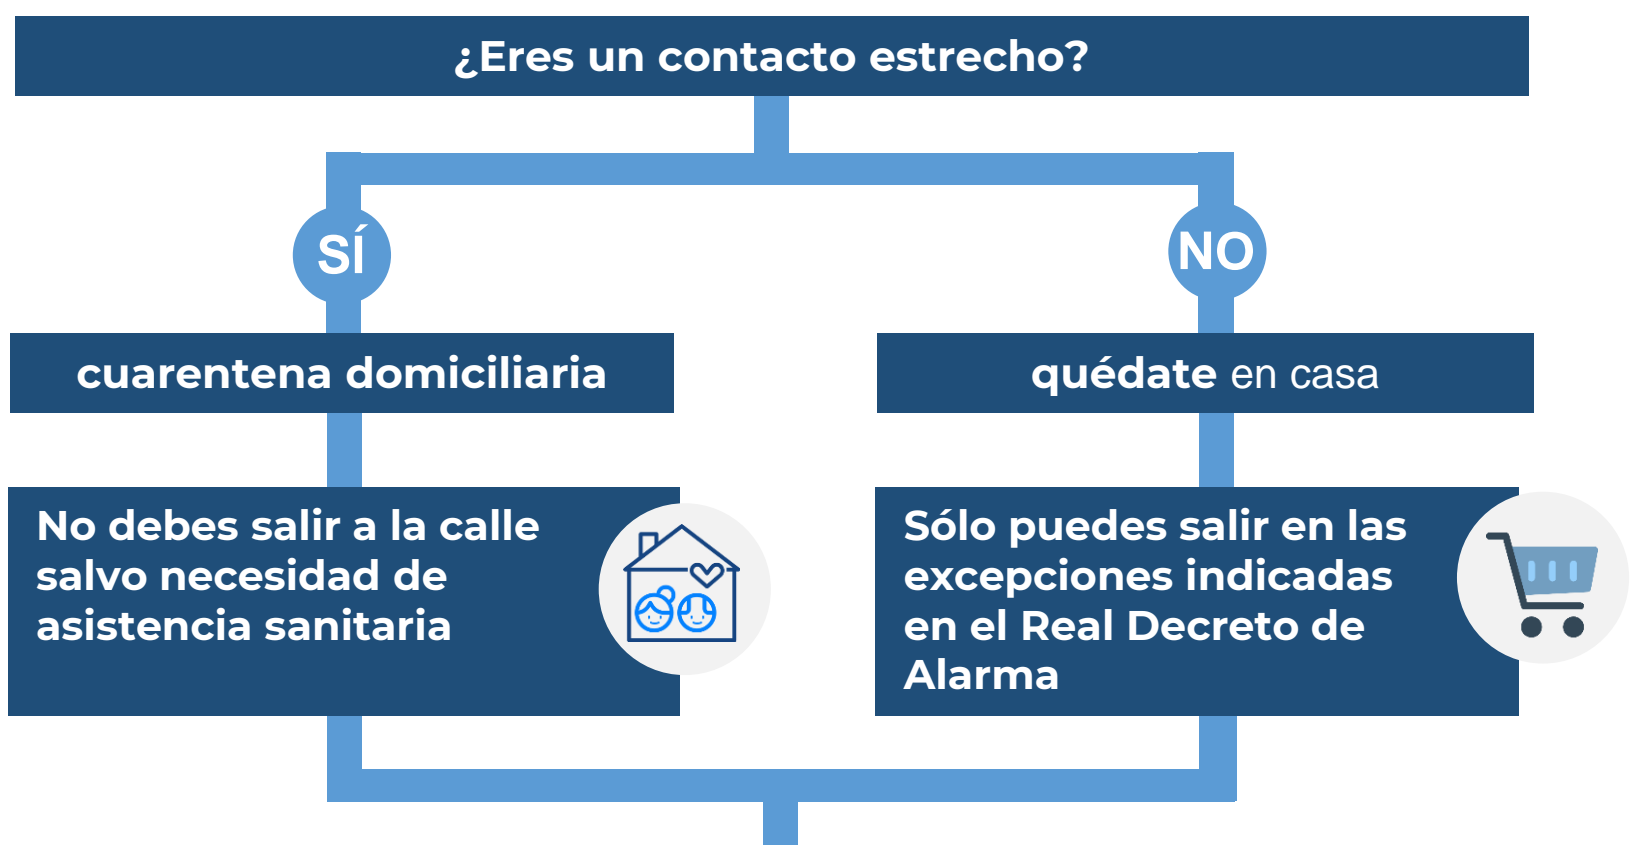 ¿Eres un contacto estrecho?
SÍ
NO
cuarentena domiciliaria
quédate en casa
No debes salir a la calle
salvo necesidad de
asistencia sanitaria
Sólo puedes salir en las
excepciones indicadas
en el Real Decreto de
Alarma